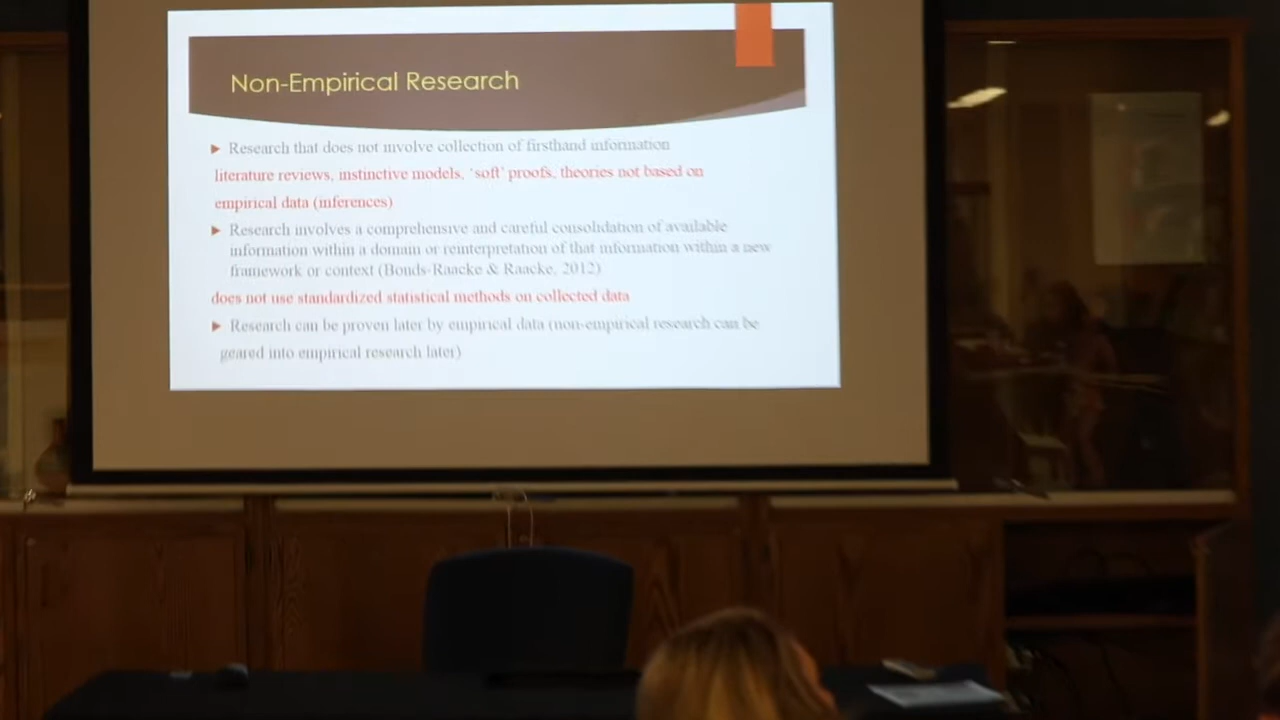 Non-Empirical Research
Research that does not involve collection of firsthand information
literature reviews, instinctive models, ‘soft’ proofs, theories not based on
empirical data (inferences)
Research involves a comprehensive and careful consolidation of available
information within a domain or reinterpretation of that information within a new
framework or context (Bonds-Raacke & Raacke, 2012)
does not use standardized statistical methods on collected data
Research can be proven later by empirical data (non-empirical research can be
geared into empirical research later)